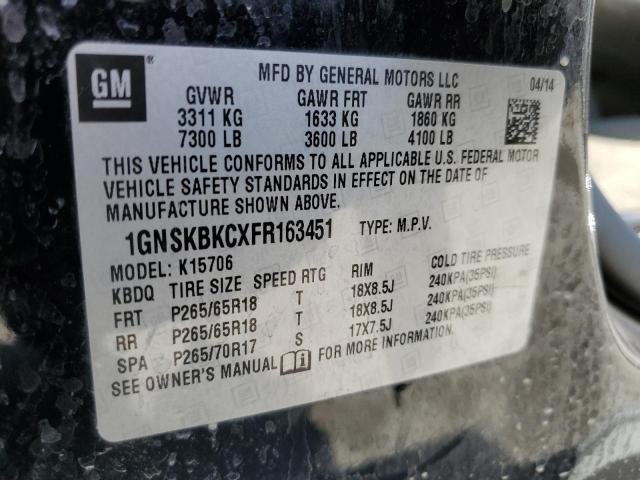 GM ®
MFD BY GENERAL MOTORS LLC
04/14
GVWR GAWR FRT GAWR RR
3311 KG 1633 KG 1860 KG
7300 LB 3600 LB 4100 LB
THIS VEHICLE CONFORMS TO ALL APPLICABLE U.S. FEDERAL MOTOR
VEHICLE SAFETY STANDARDS IN EFFECT ON THE DATE OF
MANUFACTURE SHOWN ABOVE.
1GNSKBKCXFR163451 TYPE: M.P.V.
MODEL: K15706
KBDQ TIRE SIZE SPEED RTG RIM COLD TIRE PRESSURE
FRT P265/65R18 T 18X8.5J 240KPA(35PSI)
RR P265/65R18 T 18X8.5J 240KPA(35PSI)
SPA P265/70R17 S 17X7.5J 240KPA(35PSI)
SEE OWNER'S MANUAL FOR MORE INFORMATION.